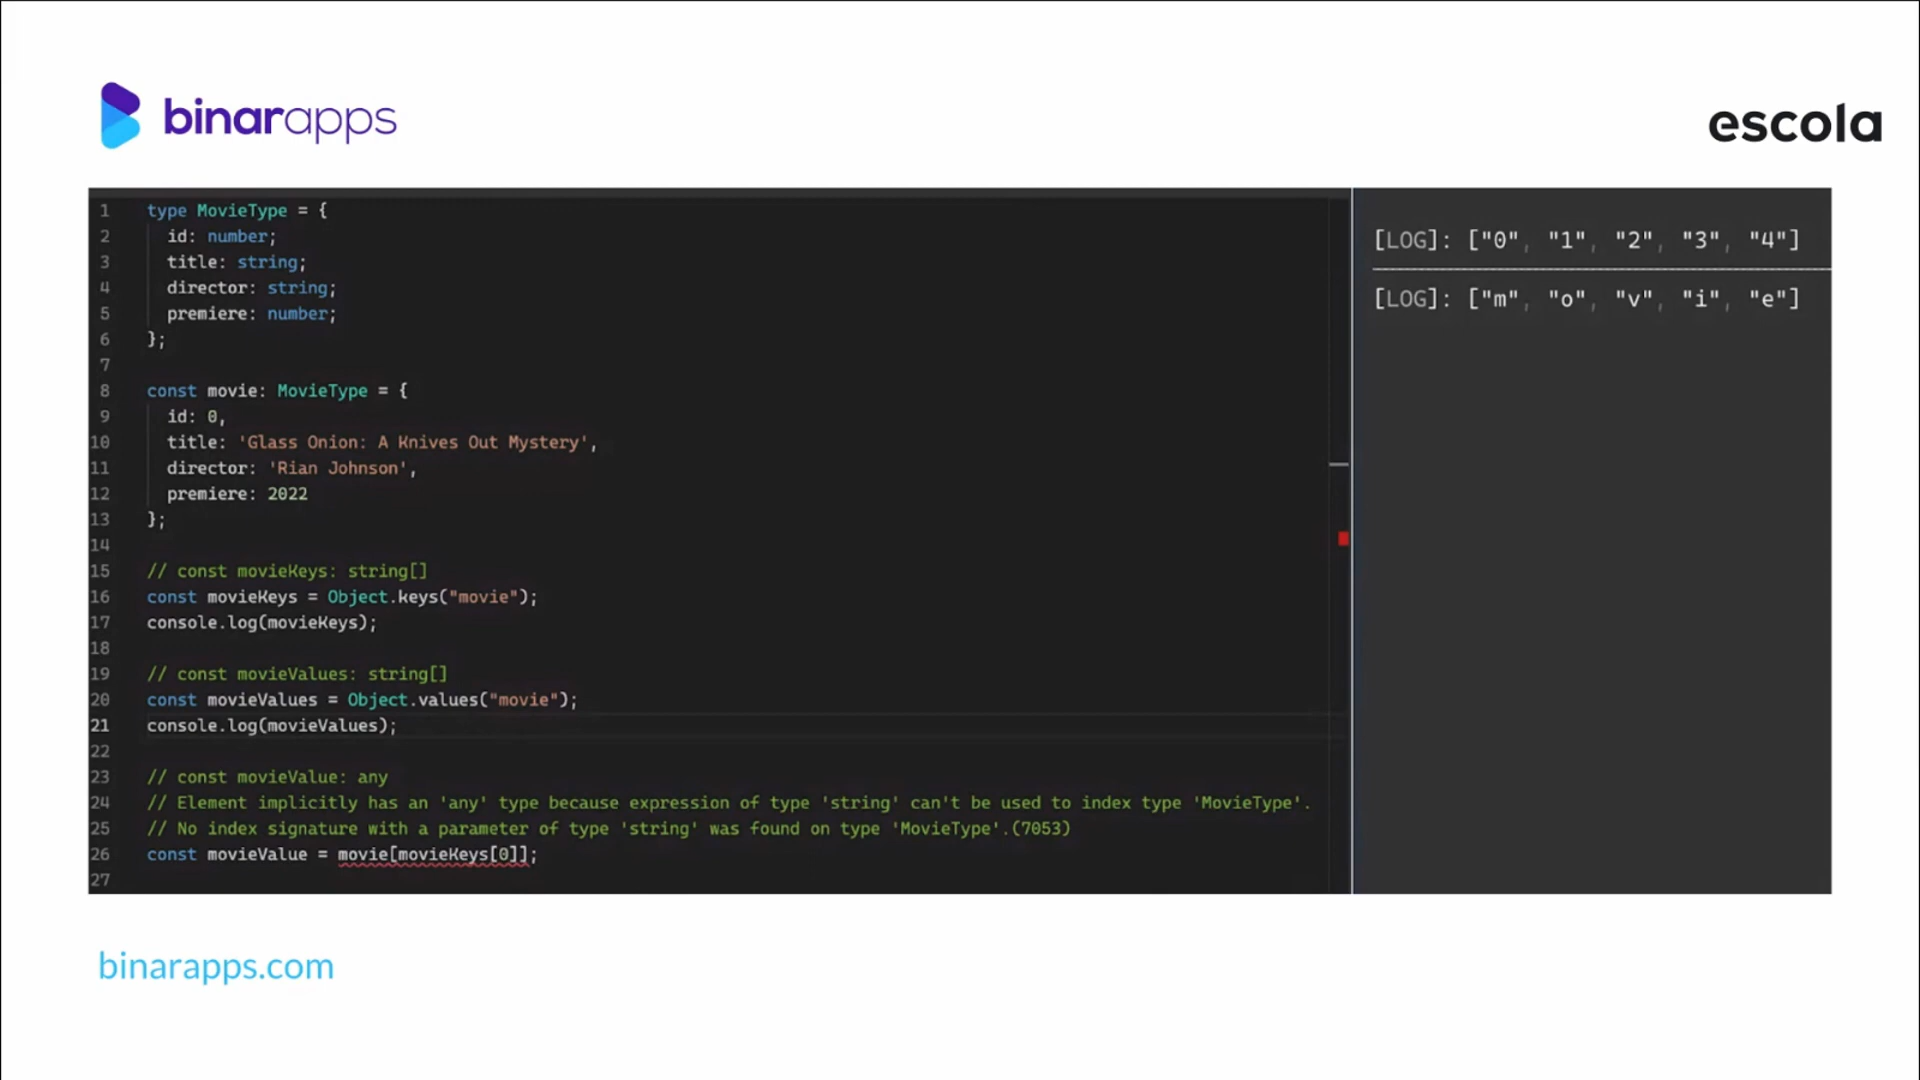 binarapps
escola
1 type MovieType = {
2 id: number;
3 title: string;
4 director: string;
5 premiere: number;
6 };
7
8 const movie: MovieType = {
9 id: 0,
10 title: 'Glass Onion: A Knives Out Mystery',
11 director: 'Rian Johnson',
12 premiere: 2022
13 };
14
15 // const movieKeys: string[]
16 const movieKeys = Object.keys("movie");
17 console.log(movieKeys);
18
19 // const movieValues: string[]
20 const movieValues = Object.values("movie");
21 console.log(movieValues);
22
23 // const movieValue: any
24 // Element implicitly has an 'any' type because expression of type 'string' can't be used to index type 'MovieType'.
25 // No index signature with a parameter of type 'string' was found on type 'MovieType'.(7053)
26 const movieValue = movie[movieKeys[0]];
27
[LOG]: ["0", "1", "2", "3", "4"]
[LOG]: ["m", "o", "v", "i", "e"]
binarapps.com